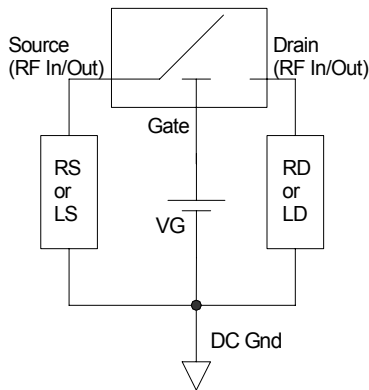 Source
(RF In/Out)
Drain
(RF In/Out)
Gate
RS
or
LS
RD
or
LD
VG
DC Gnd